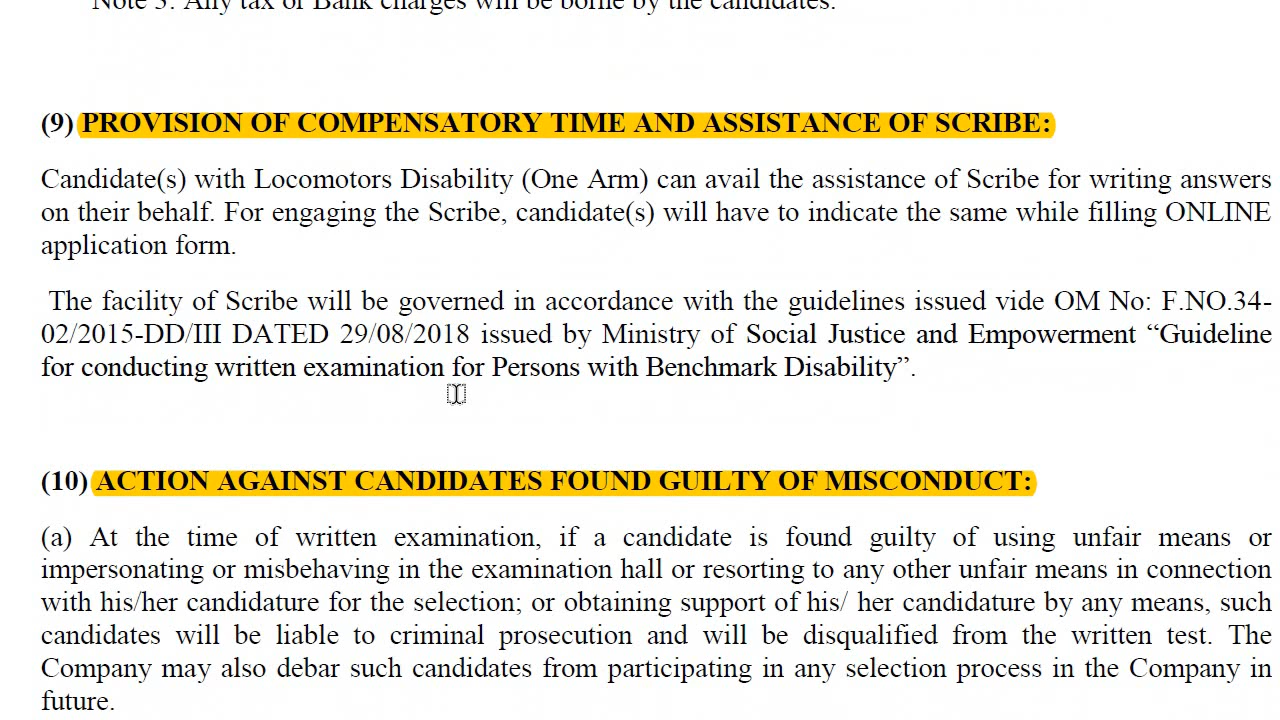 Note 3: Any tax or Bank charges will be borne by the candidates.
(9) PROVISION OF COMPENSATORY TIME AND ASSISTANCE OF SCRIBE:
Candidate(s) with Locomotors Disability (One Arm) can avail the assistance of Scribe for writing answers
on their behalf. For engaging the Scribe, candidate(s) will have to indicate the same while filling ONLINE
application form.
The facility of Scribe will be governed in accordance with the guidelines issued vide OM No: F.NO.34-
02/2015-DD/III DATED 29/08/2018 issued by Ministry of Social Justice and Empowerment “Guideline
for conducting written examination for Persons with Benchmark Disability”.
(10) ACTION AGAINST CANDIDATES FOUND GUILTY OF MISCONDUCT:
(a) At the time of written examination, if a candidate is found guilty of using unfair means or
impersonating or misbehaving in the examination hall or resorting to any other unfair means in connection
with his/her candidature for the selection; or obtaining support of his/ her candidature by any means, such
candidates will be liable to criminal prosecution and will be disqualified from the written test. The
Company may also debar such candidates from participating in any selection process in the Company in
future.